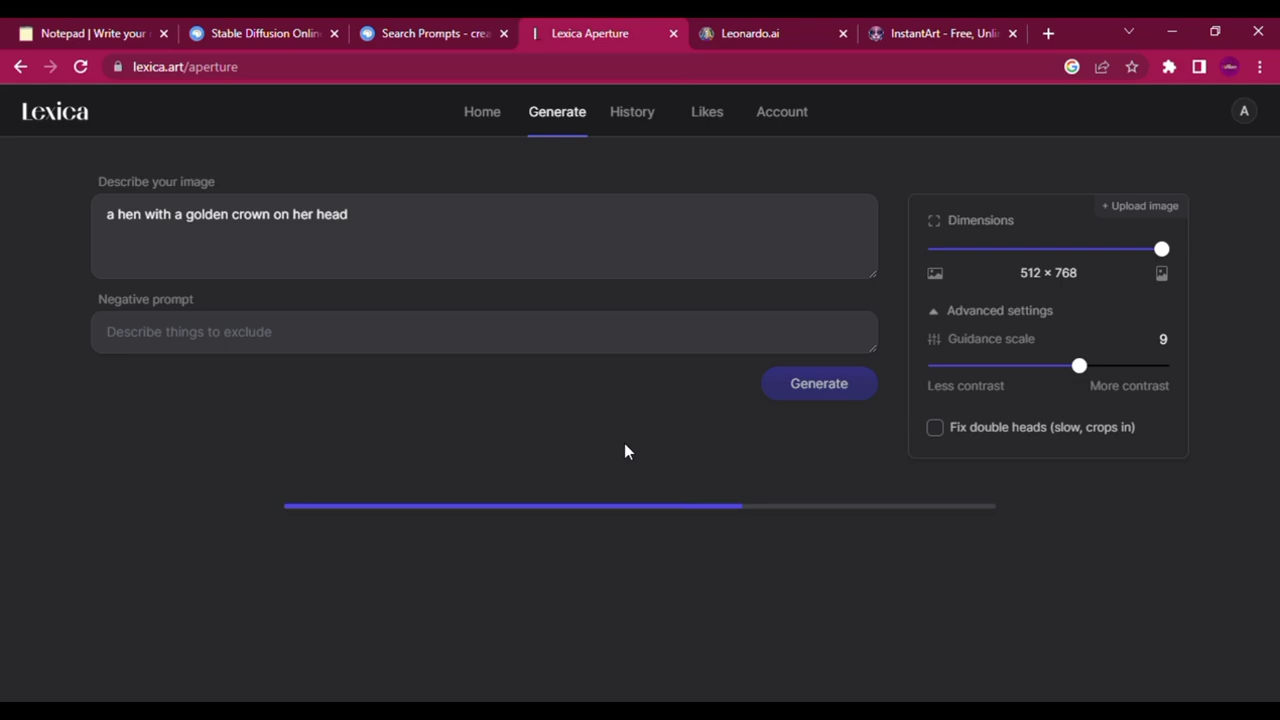 Notepad | Write your
Stable Diffusion Onlin
Search Prompts - crea
Lexica Aperture
Leonardo.ai
InstantArt - Free, Unli
lexica.art/aperture
Lexica
Home
Generate
History
Likes
Account
A
Describe your image
a hen with a golden crown on her head
Negative prompt
Describe things to exclude
Generate
+ Upload image
Dimensions
512 × 768
Advanced settings
Guidance scale
9
Less contrast
More contrast
Fix double heads (slow, crops in)